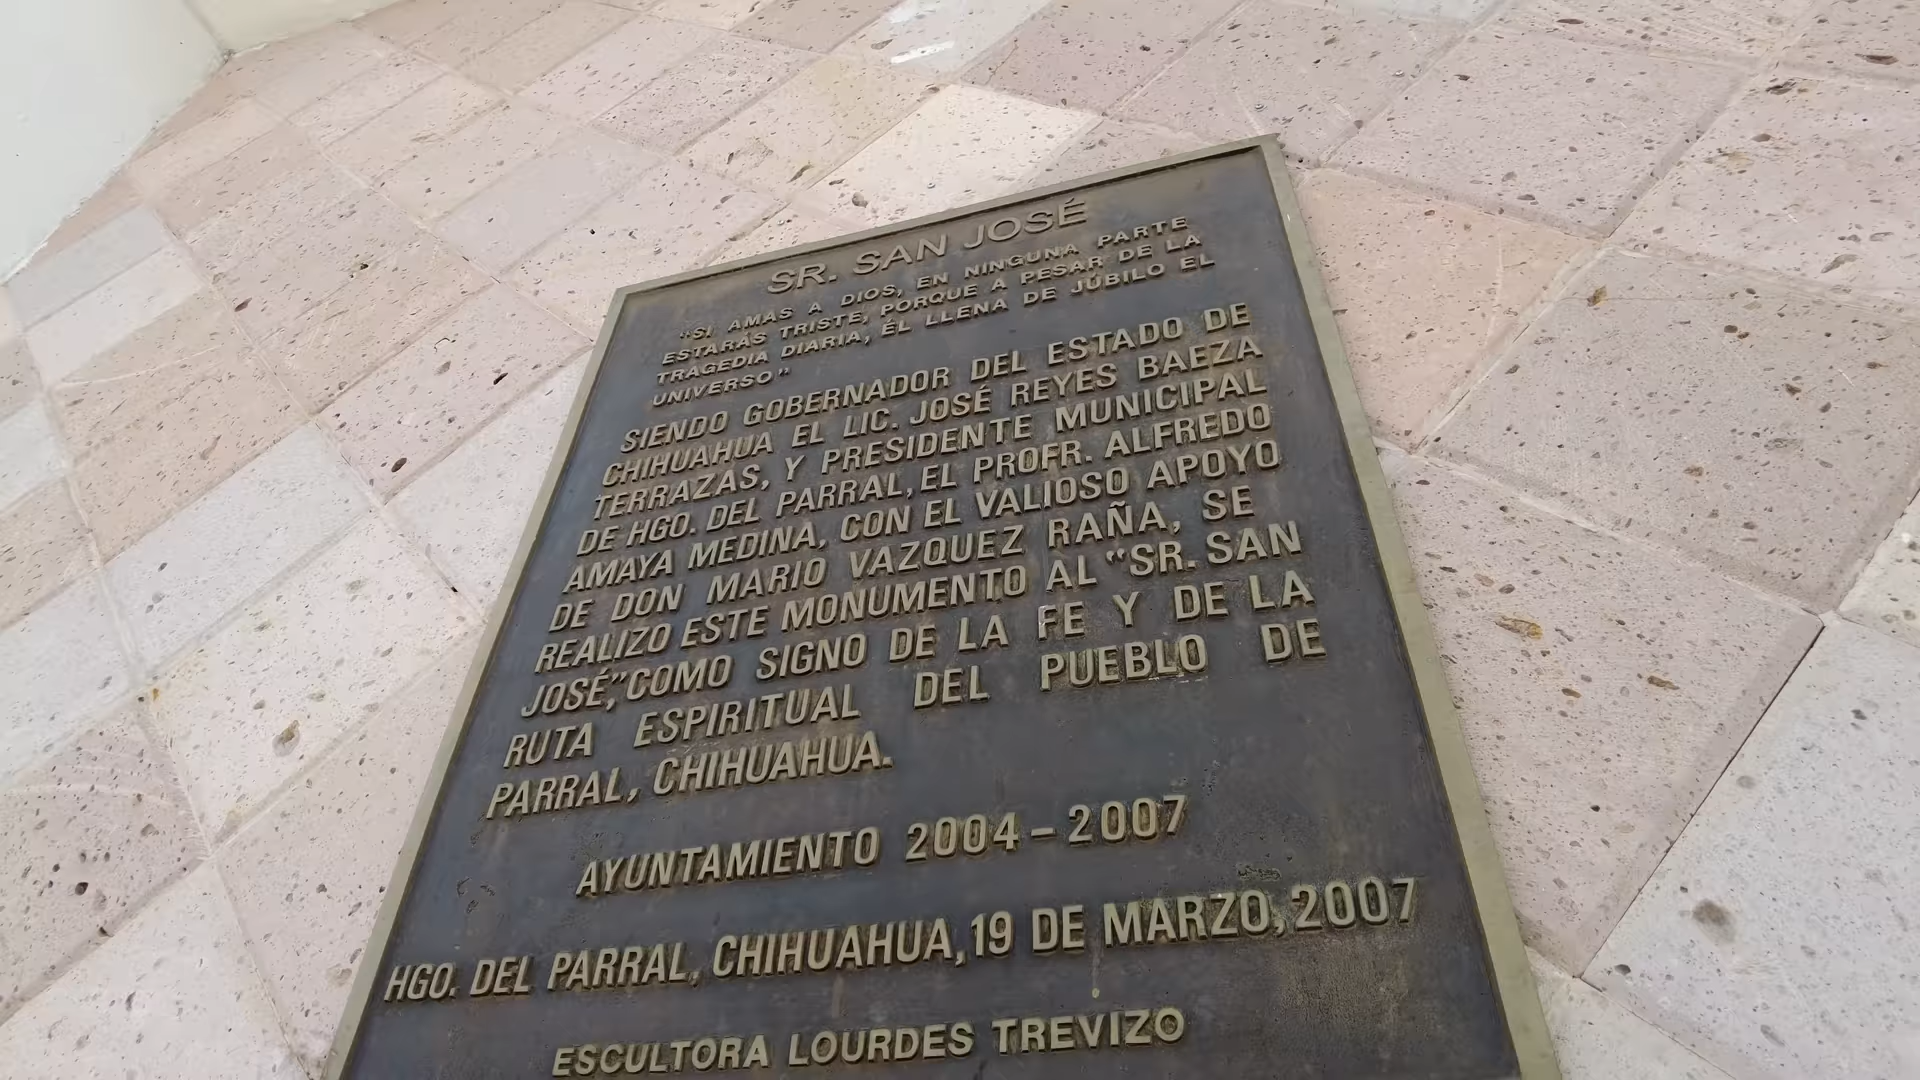 SR. SAN JOSÉ
"SI AMAS A DIOS, EN NINGUNA PARTE
ESTARÁS TRISTE, PORQUE A PESAR DE LA
TRAGEDIA DIARIA, ÉL LLENA DE JÚBILO EL
UNIVERSO"
SIENDO GOBERNADOR DEL ESTADO DE
CHIHUAHUA EL LIC. JOSÉ REYES BAEZA
TERRAZAS, Y PRESIDENTE MUNICIPAL
DE HGO. DEL PARRAL, EL PROFR. ALFREDO
AMAYA MEDINA, CON EL VALIOSO APOYO
DE DON MARIO VAZQUEZ RAÑA, SE
REALIZO ESTE MONUMENTO AL "SR. SAN
JOSÉ," COMO SIGNO DE LA FE Y DE LA
RUTA ESPIRITUAL DEL PUEBLO DE
PARRAL, CHIHUAHUA.
AYUNTAMIENTO 2004-2007
HGO. DEL PARRAL, CHIHUAHUA, 19 DE MARZO, 2007
ESCULTORA LOURDES TREVIZO